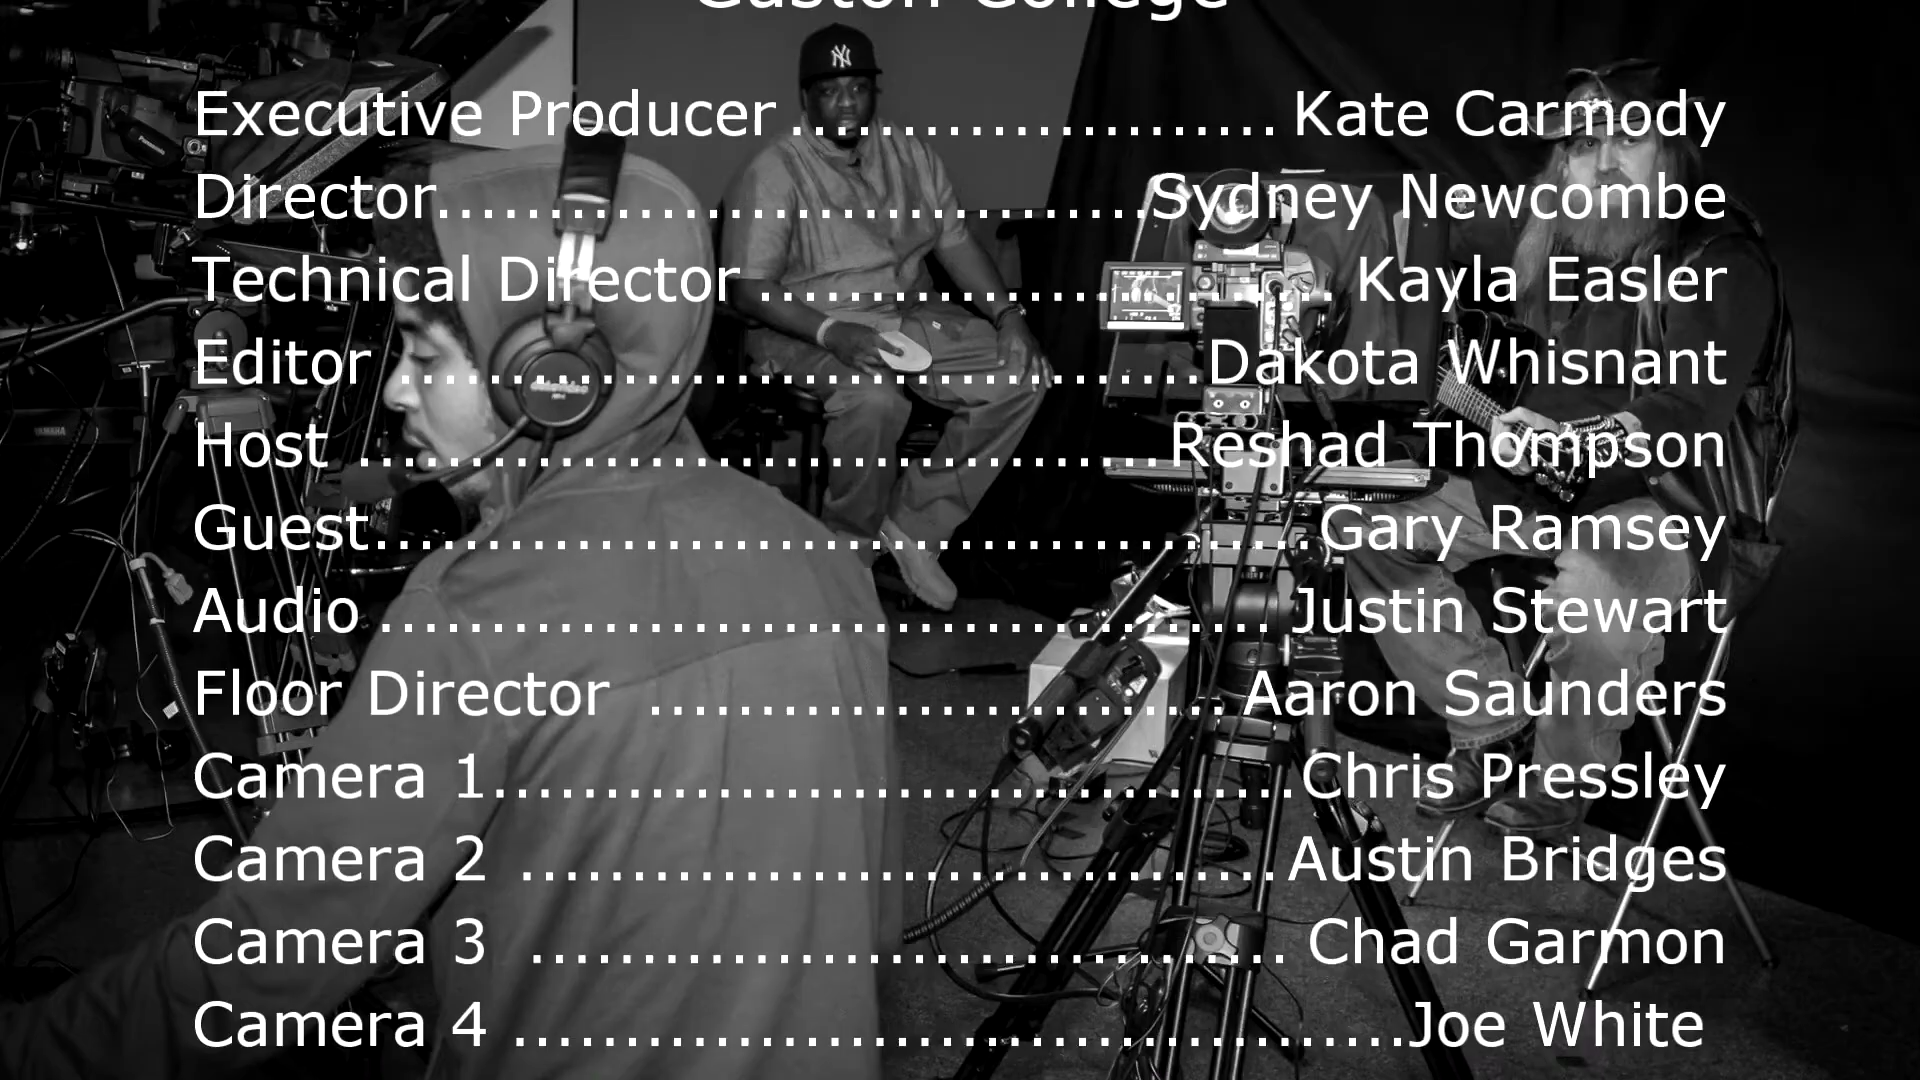 Gaston College
Executive Producer ...................... Kate Carmody
Director................................Sydney Newcombe
Technical Director .......................... Kayla Easler
Editor ....................................Dakota Whisnant
Host ....................................Reshad Thompson
Guest..........................................Gary Ramsey
Audio ........................................ Justin Stewart
Floor Director .......................... Aaron Saunders
Camera 1....................................Chris Pressley
Camera 2 ..................................Austin Bridges
Camera 3 .................................. Chad Garmon
Camera 4 ........................................Joe White